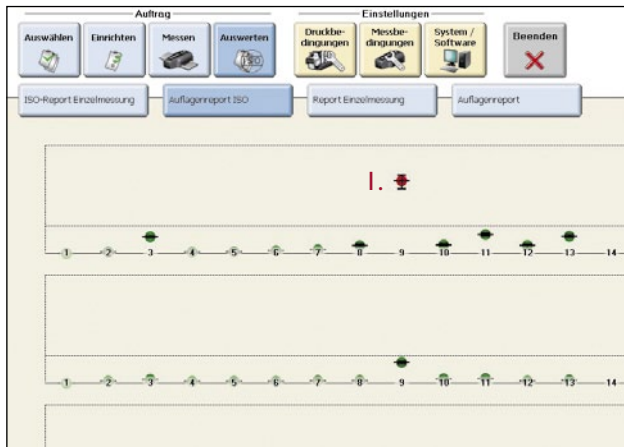 Auftrag
Einstellungen
Auswählen
Einrichten
Messen
Auswerten
Druckbe-
dingungen
Messbe-
dingungen
System /
Software
Beenden
ISO
ISO-Report Einzelmessung
Auflagenreport ISO
Report Einzelmessung
Auflagenreport
1.
1 2 3 4 5 6 7 8 9 10 11 12 13 14
1 2 3 4 5 6 7 8 9 10 11 12 13 14